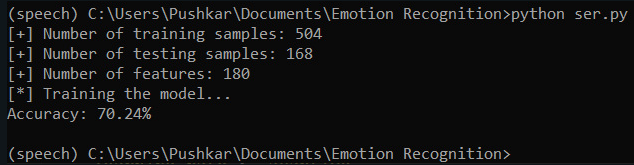 (speech) C:\Users\Pushkar\Documents\Emotion Recognition>python ser.py
[+] Number of training samples: 504
[+] Number of testing samples: 168
[+] Number of features: 180
[*] Training the model...
Accuracy: 70.24%
(speech) C:\Users\Pushkar\Documents\Emotion Recognition>